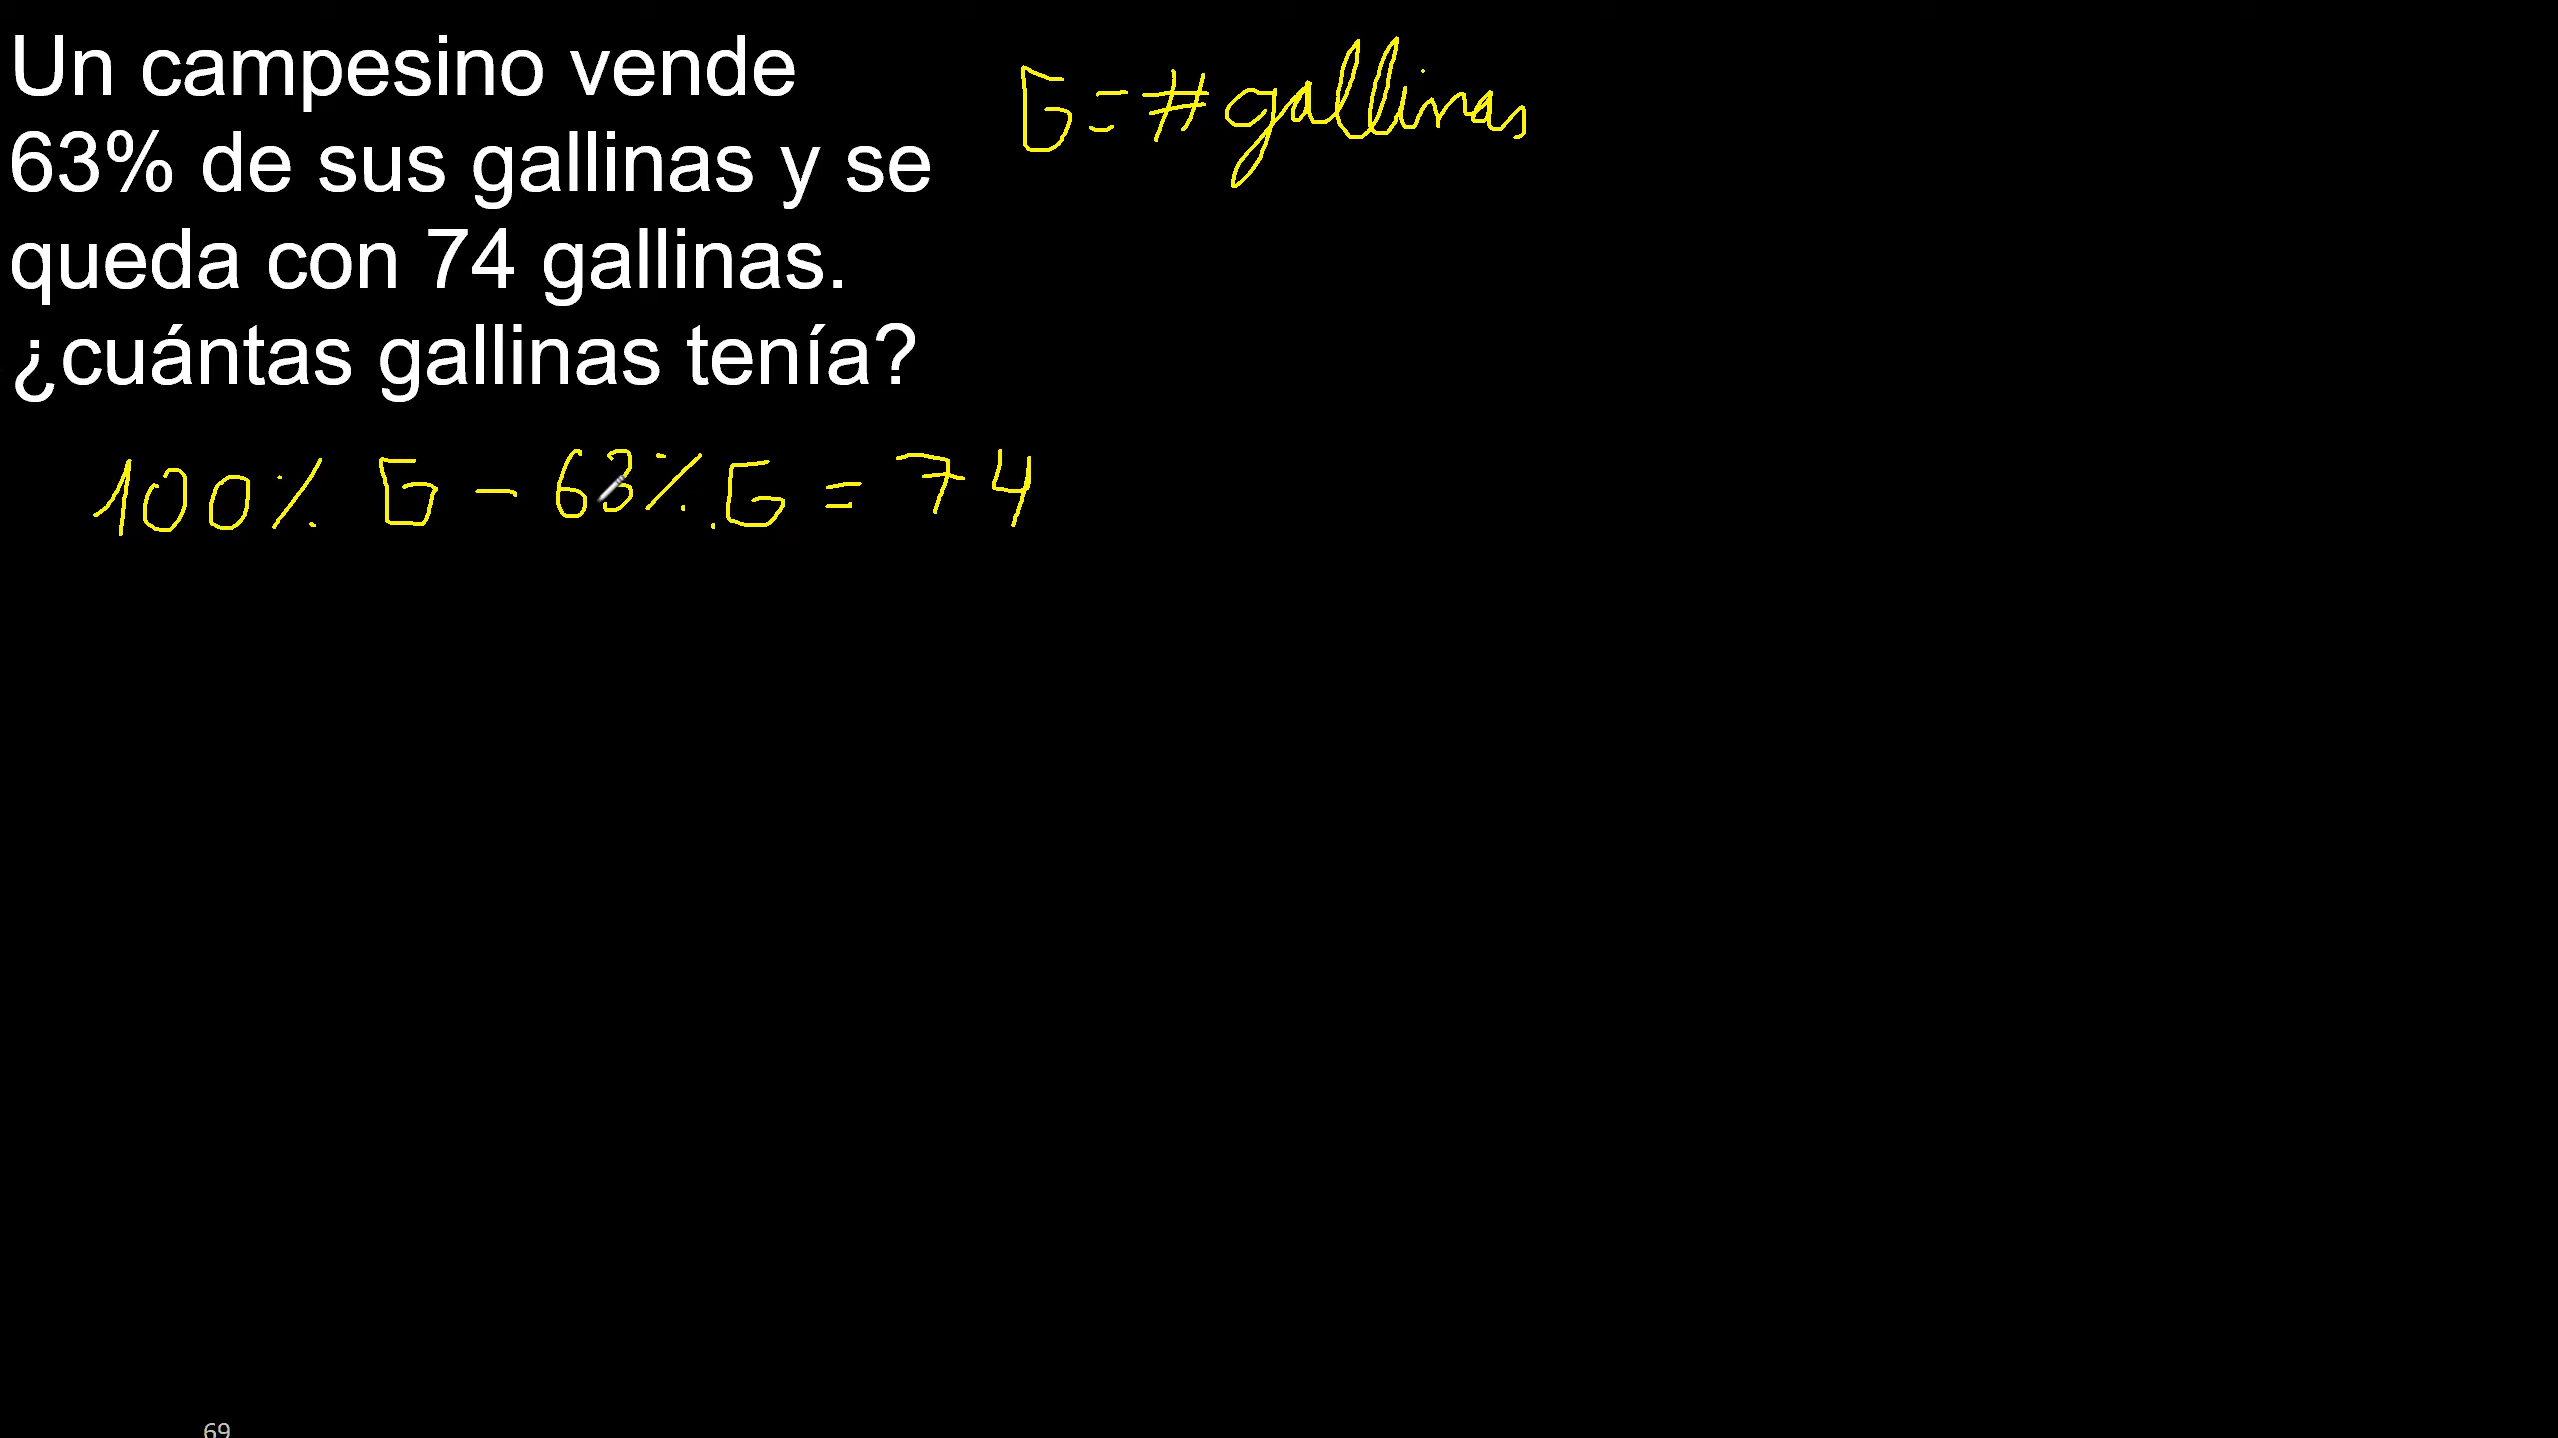 Un campesino vende
63% de sus gallinas y se
queda con 74 gallinas.
¿cuántas gallinas tenía?
G = # gallinas
100% G - 63%.G = 74
69